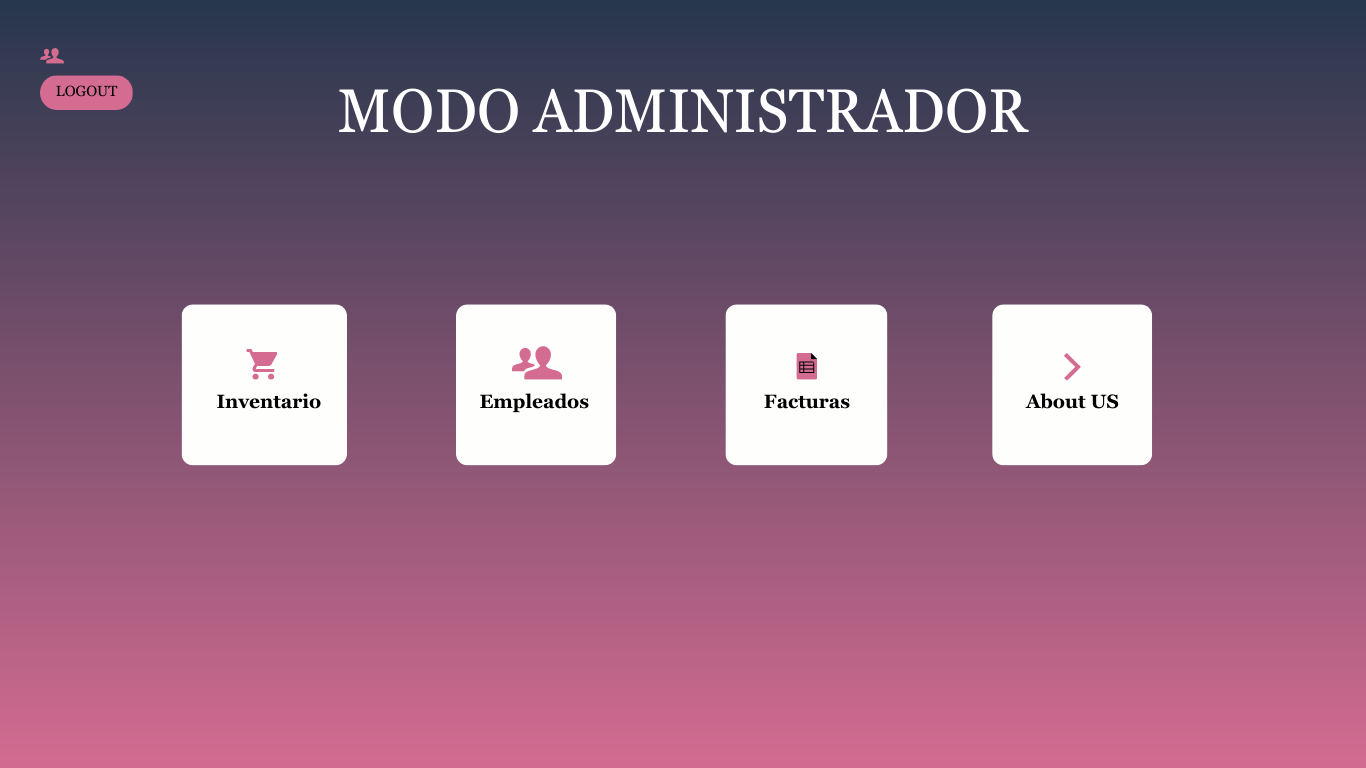 LOGOUT
MODO ADMINISTRADOR
Inventario
Empleados
Facturas
About US